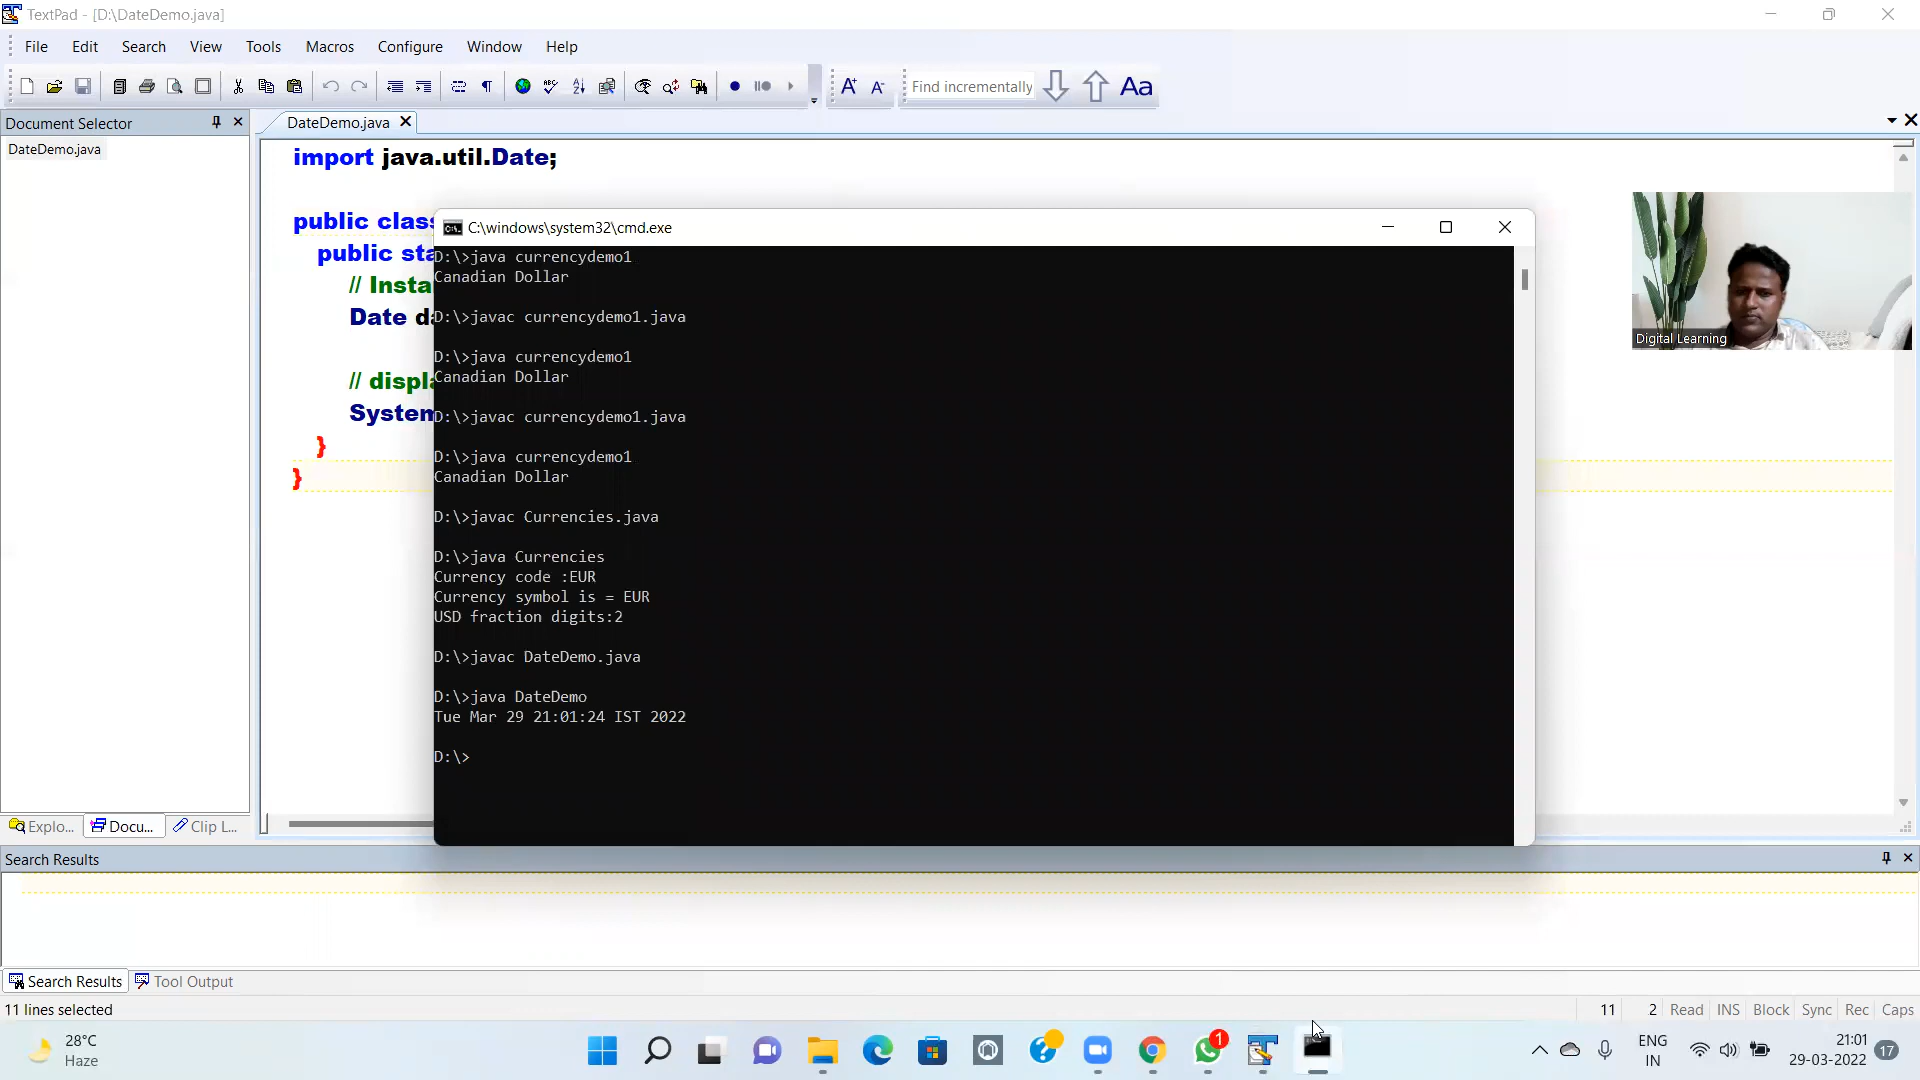 TextPad - [D:\DateDemo.java]
File Edit Search View Tools Macros Configure Window Help
Find incrementally
Aa
Document Selector
DateDemo.java
DateDemo.java
import java.util.Date;
public clas
public sta
// Insta
Date da
// displa
System
}
}
C:\windows\system32\cmd.exe
D:\>java currencydemo1
Canadian Dollar
D:\>javac currencydemo1.java
D:\>java currencydemo1
Canadian Dollar
D:\>javac currencydemo1.java
D:\>java currencydemo1
Canadian Dollar
D:\>javac Currencies.java
D:\>java Currencies
Currency code :EUR
Currency symbol is = EUR
USD fraction digits:2
D:\>javac DateDemo.java
D:\>java DateDemo
Tue Mar 29 21:01:24 IST 2022
D:\>
Digital Learning
Explo... Docu... Clip L...
Search Results
Search Results Tool Output
11 lines selected
11 2 Read INS Block Sync Rec Caps
28°C
Haze
1
ENG
IN
21:01
29-03-2022
17